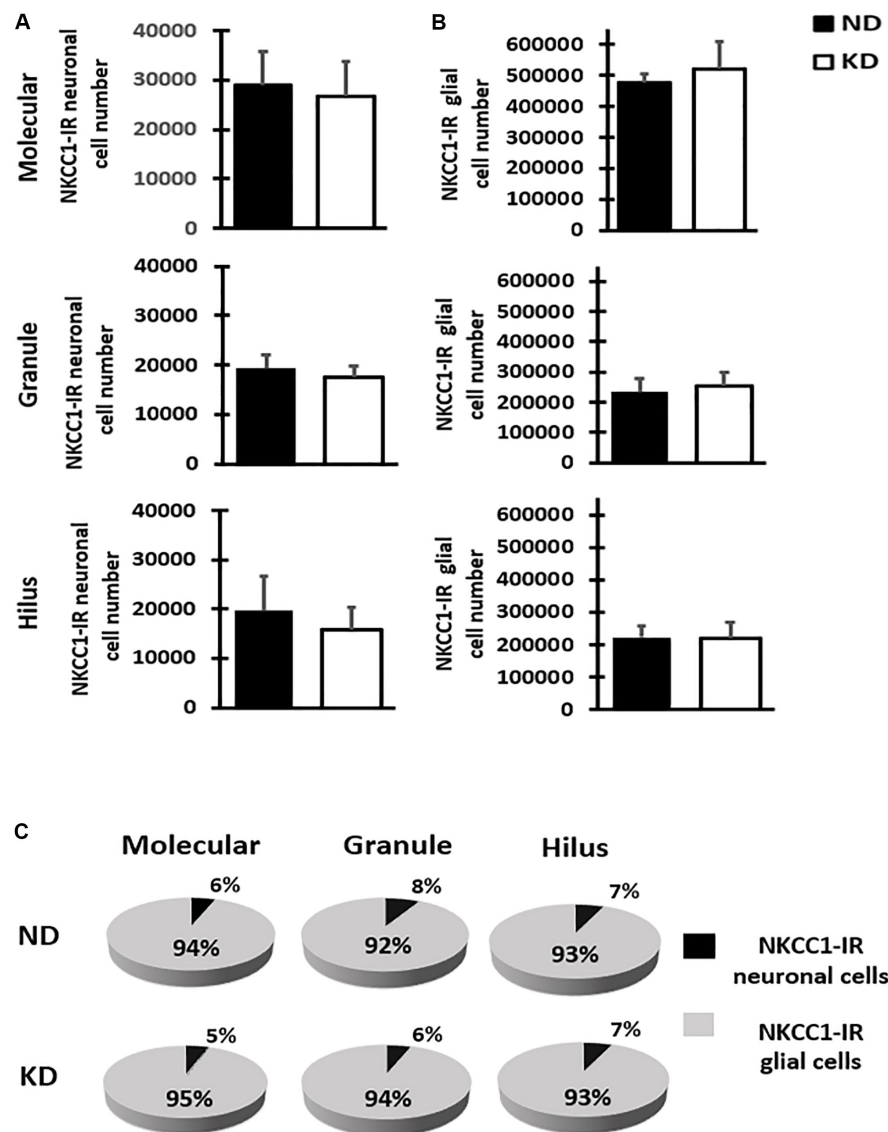 A
B
ND
KD
Molecular
NKCC1-IR neuronal
cell number
40000
30000
20000
10000
0
NKCC1-IR glial
cell number
600000
500000
400000
300000
200000
100000
0
Granule
NKCC1-IR neuronal
cell number
40000
30000
20000
10000
0
NKCC1-IR glial
cell number
600000
500000
400000
300000
200000
100000
0
Hilus
NKCC1-IR neuronal
cell number
40000
30000
20000
10000
0
NKCC1-IR glial
cell number
600000
500000
400000
300000
200000
100000
0
C
Molecular
Granule
Hilus
ND
6%
94%
8%
92%
7%
93%
NKCC1-IR
neuronal cells
NKCC1-IR
glial cells
KD
5%
95%
6%
94%
7%
93%